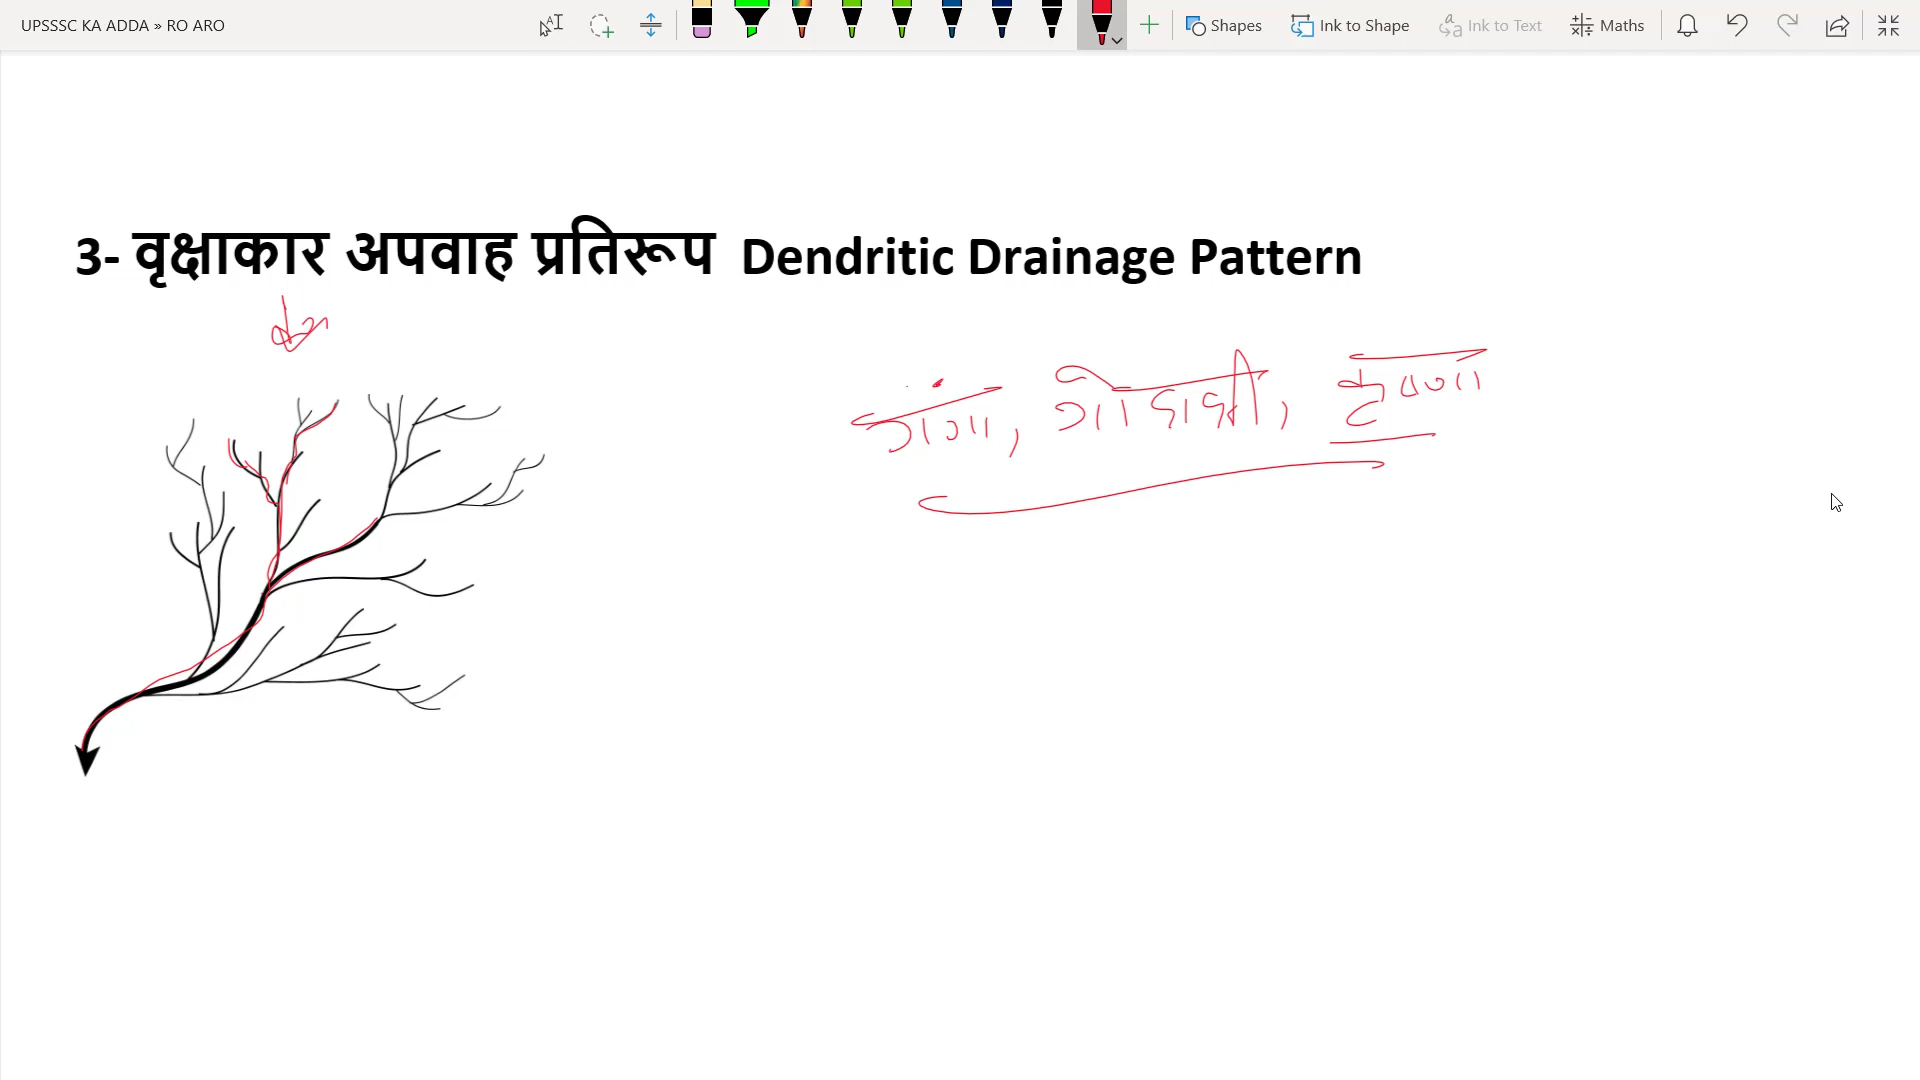 UPSSSC KA ADDA » RO ARO
Shapes Ink to Shape Ink to Text Maths
3- वृक्षाकार अपवाह प्रतिरूप Dendritic Drainage Pattern
गंगा, गोदावरी, कृष्णा